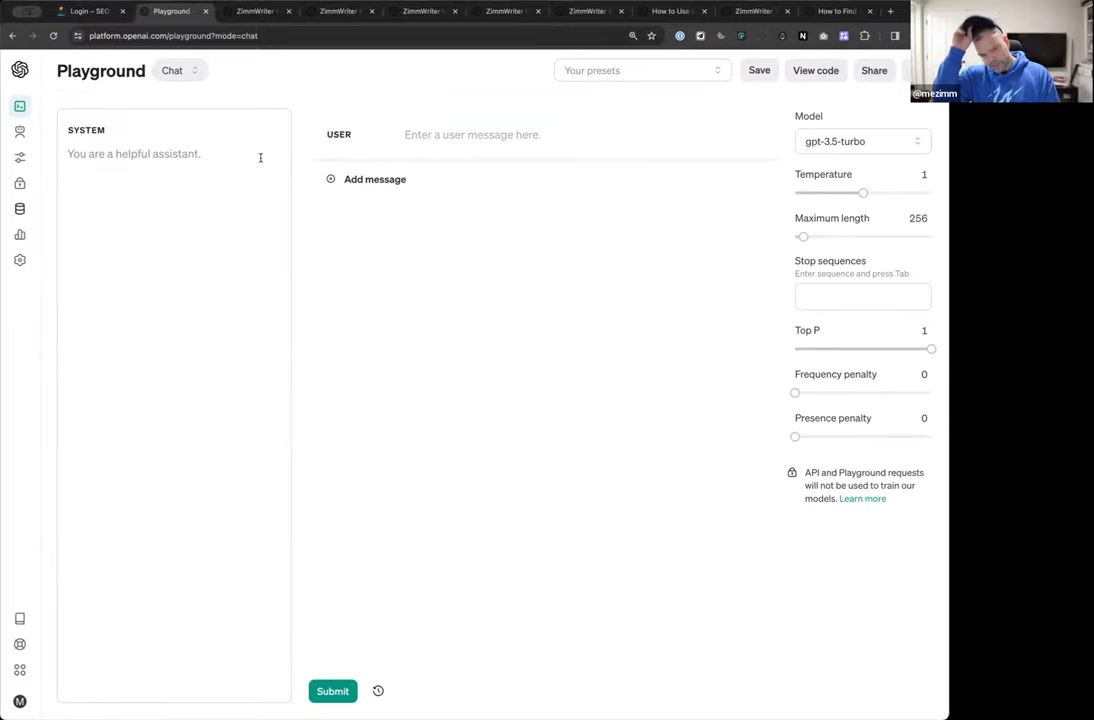 Login – SEO
Playground
ZimmWriter
ZimmWriter
ZimmWriter
ZimmWriter
ZimmWriter
How to Use
ZimmWriter
How to Find
platform.openai.com/playground?mode=chat
@mezimm
Playground
Chat
Your presets
Save
View code
Share
SYSTEM
You are a helpful assistant.
USER
Enter a user message here.
Add message
Model
gpt-3.5-turbo
Temperature 1
Maximum length 256
Stop sequences
Enter sequence and press Tab
Top P 1
Frequency penalty 0
Presence penalty 0
API and Playground requests
will not be used to train our
models. Learn more
Submit
M